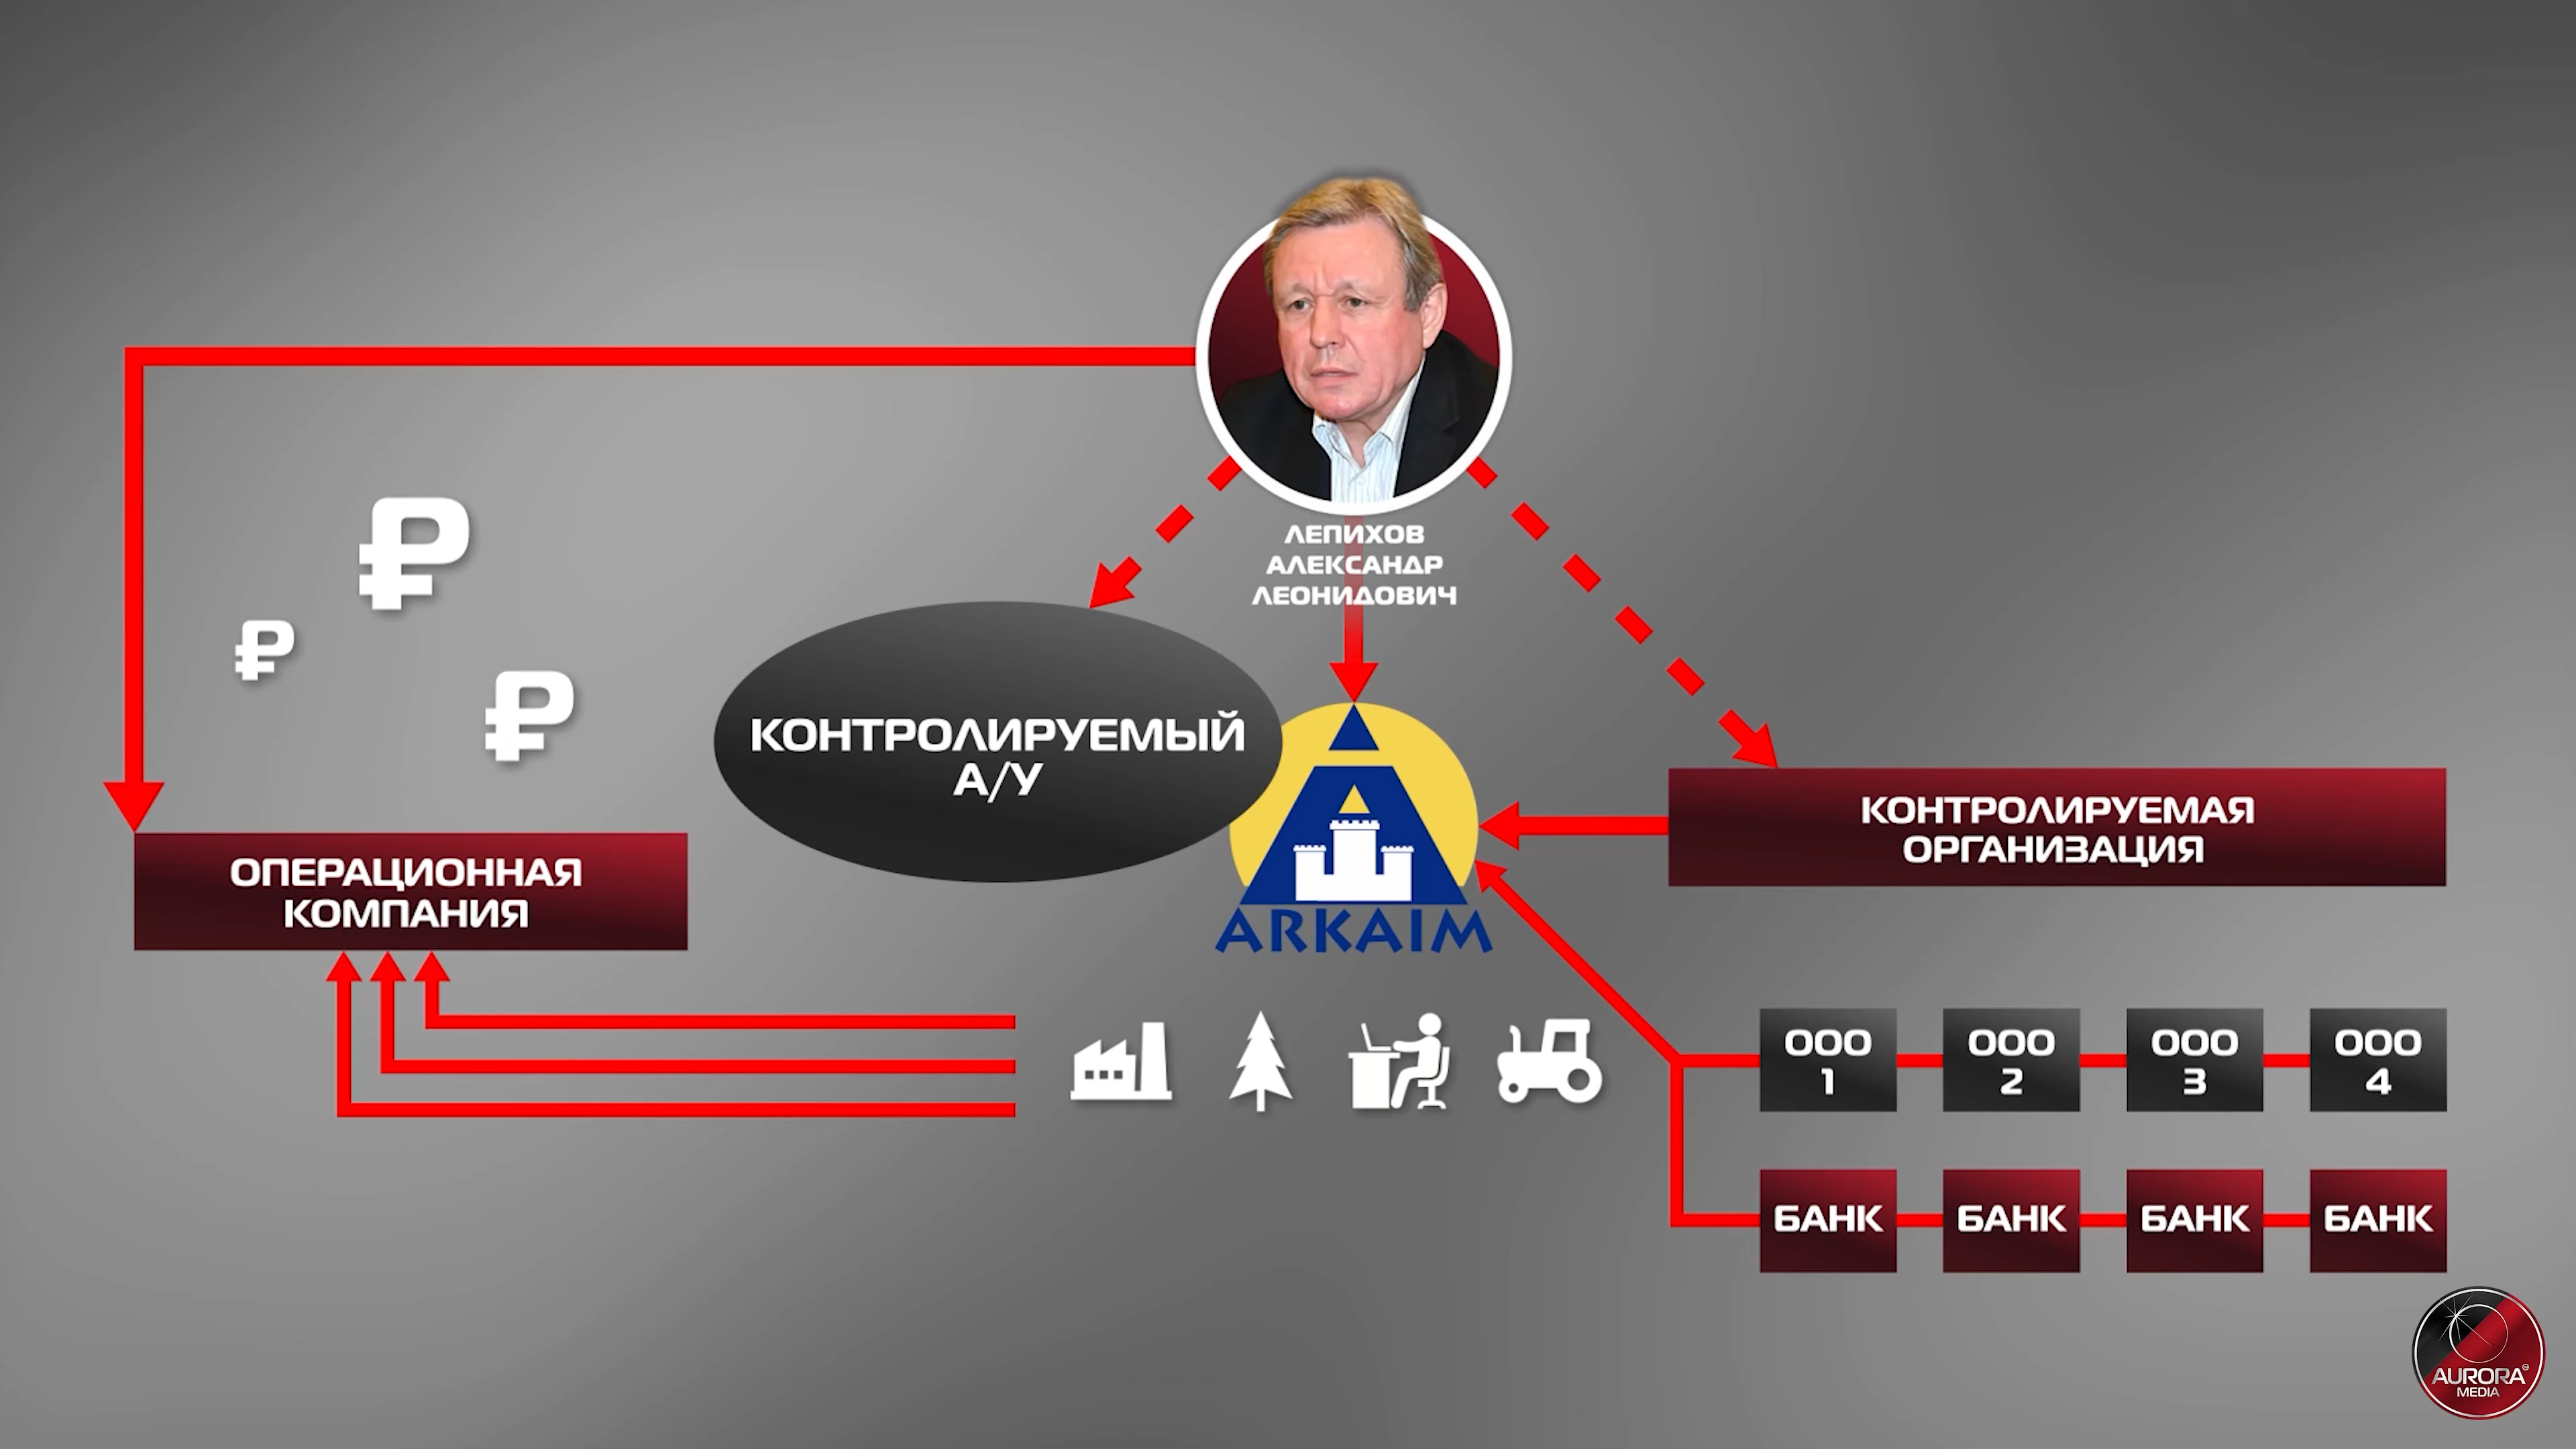 ЛЕПИХОВ
АЛЕКСАНДР
ЛЕОНИДОВИЧ
КОНТРОЛИРУЕМЫЙ
А/У
ОПЕРАЦИОННАЯ
КОМПАНИЯ
ARKAIM
КОНТРОЛИРУЕМАЯ
ОРГАНИЗАЦИЯ
ООО
1
ООО
2
ООО
3
ООО
4
БАНК
БАНК
БАНК
БАНК
AURORA
MEDIA